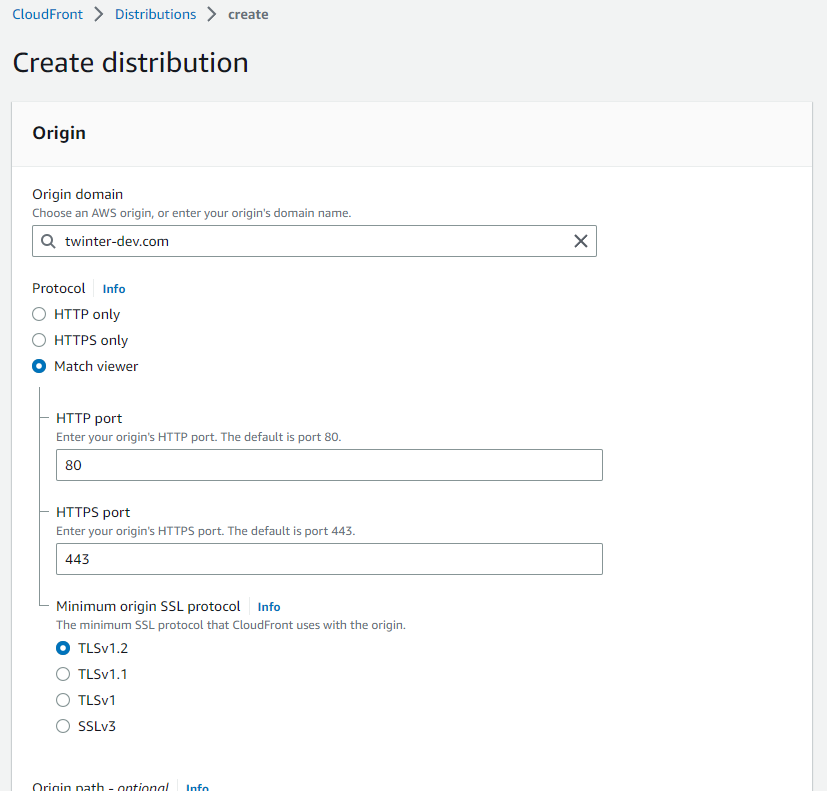 CloudFront > Distributions > create
Create distribution
Origin
Origin domain
Choose an AWS origin, or enter your origin's domain name.
twinter-dev.com
Protocol Info
HTTP only
HTTPS only
Match viewer
HTTP port
Enter your origin's HTTP port. The default is port 80.
80
HTTPS port
Enter your origin's HTTPS port. The default is port 443.
443
Minimum origin SSL protocol Info
The minimum SSL protocol that CloudFront uses with the origin.
TLSv1.2
TLSv1.1
TLSv1
SSLv3
Origin path - optional Info